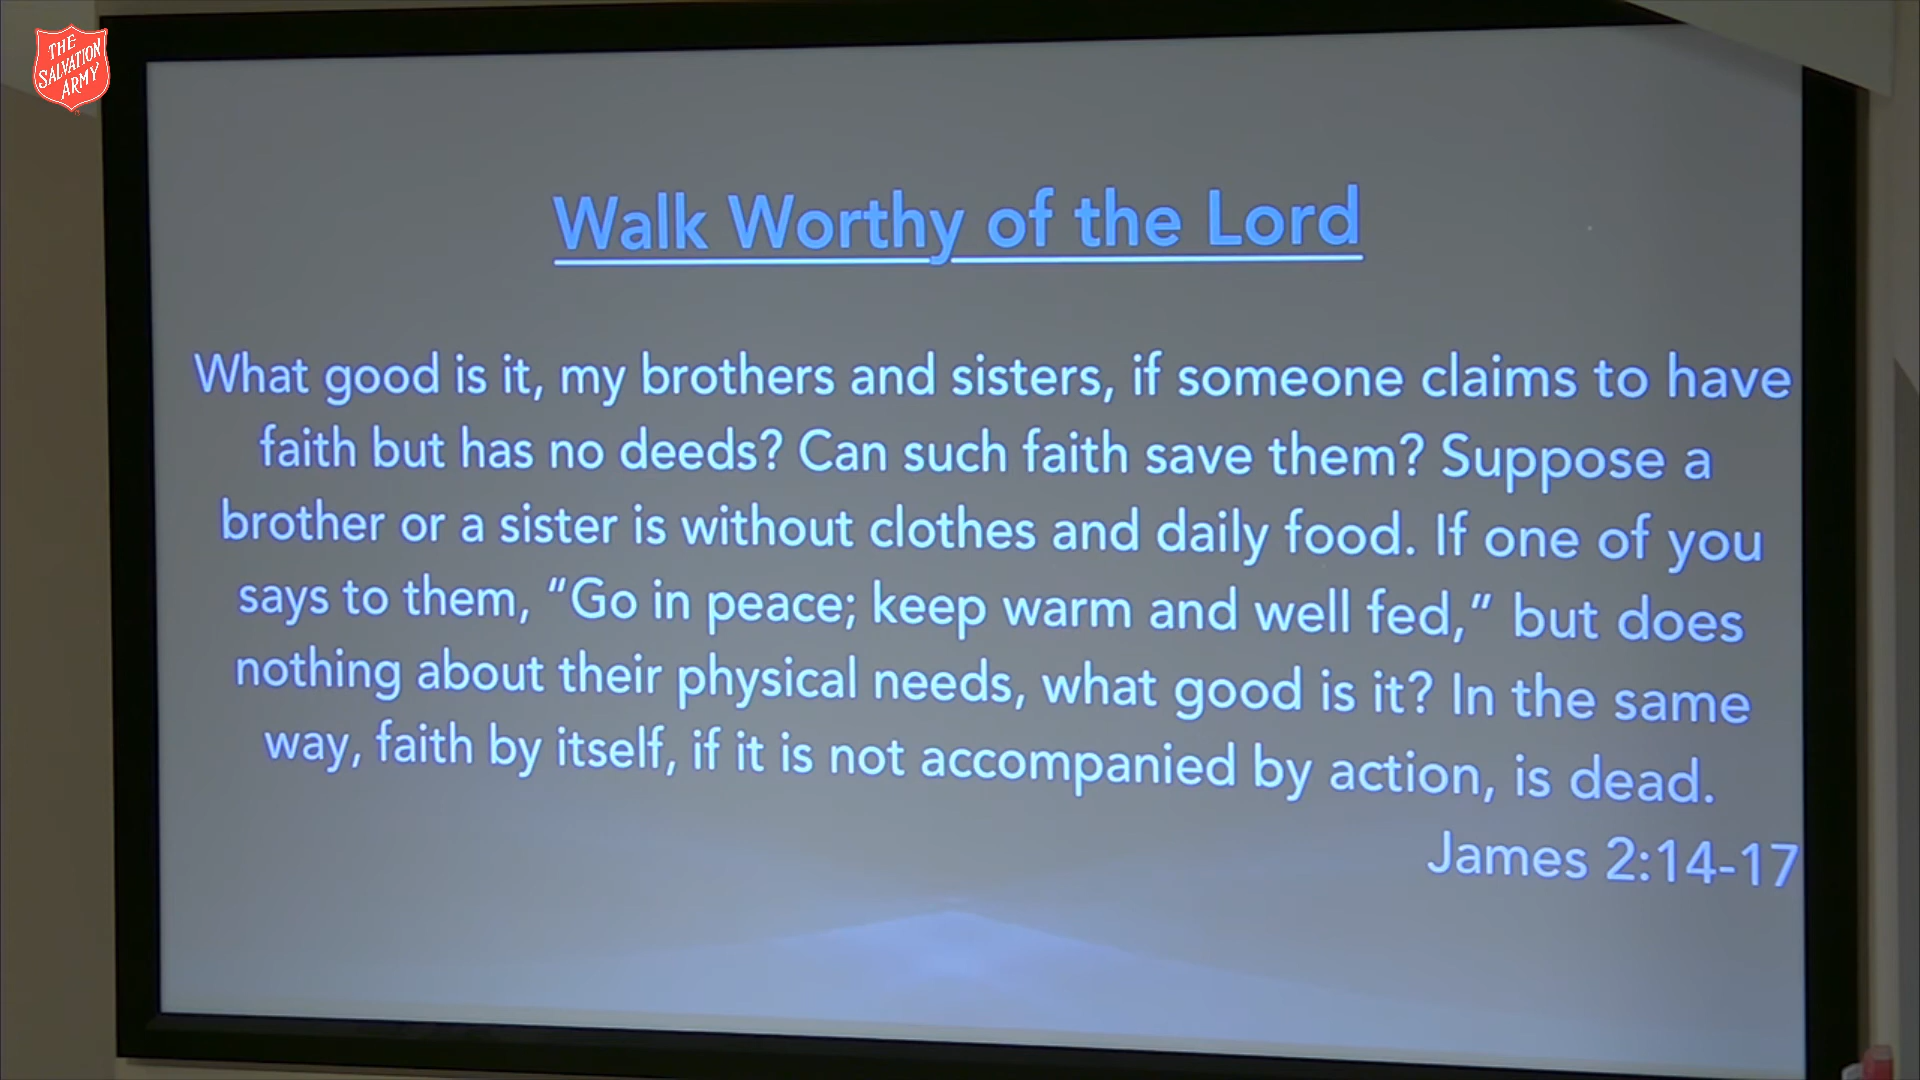 THE
SALVATION
ARMY
Walk Worthy of the Lord
What good is it, my brothers and sisters, if someone claims to have
faith but has no deeds? Can such faith save them? Suppose a
brother or a sister is without clothes and daily food. If one of you
says to them, “Go in peace; keep warm and well fed,” but does
nothing about their physical needs, what good is it? In the same
way, faith by itself, if it is not accompanied by action, is dead.
James 2:14-17